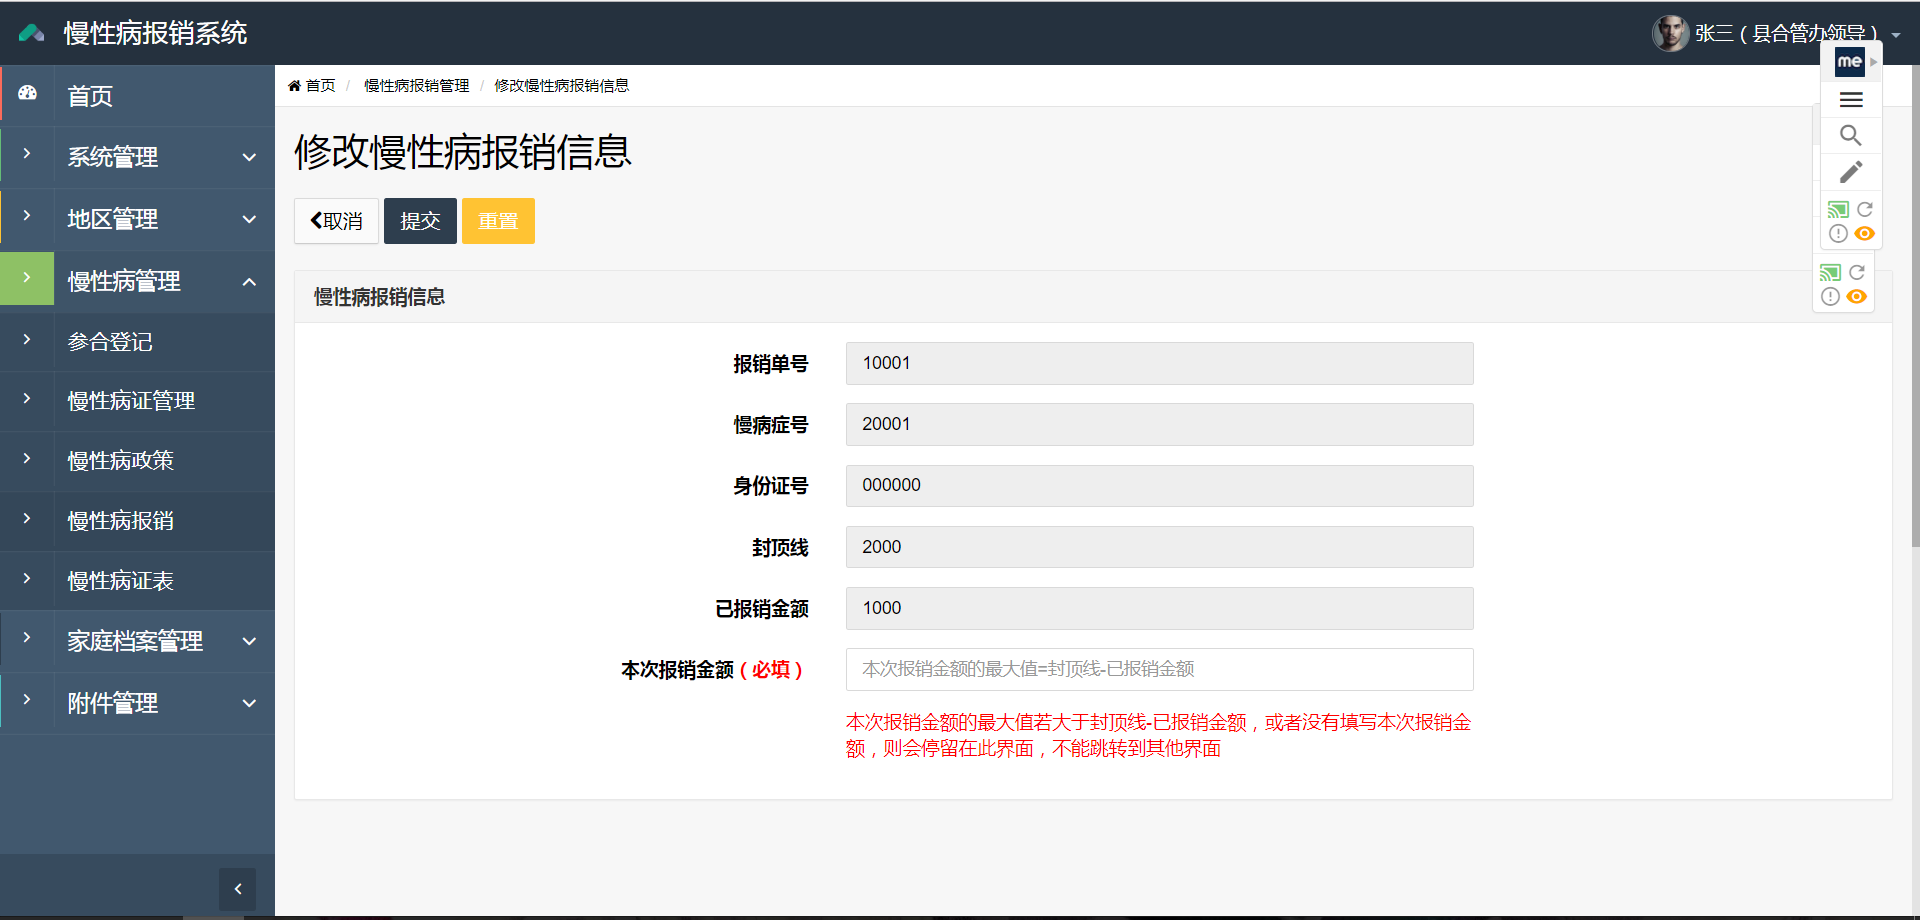 慢性病报销系统
张三（县合管办领导）
me
首页
系统管理
地区管理
慢性病管理
参合登记
慢性病证管理
慢性病政策
慢性病报销
慢性病证表
家庭档案管理
附件管理
首页 / 慢性病报销管理 / 修改慢性病报销信息
修改慢性病报销信息
取消 提交 重置
慢性病报销信息
报销单号 10001
慢病症号 20001
身份证号 000000
封顶线 2000
已报销金额 1000
本次报销金额（必填） 本次报销金额的最大值=封顶线-已报销金额
本次报销金额的最大值若大于封顶线-已报销金额，或者没有填写本次报销金
额，则会停留在此界面，不能跳转到其他界面